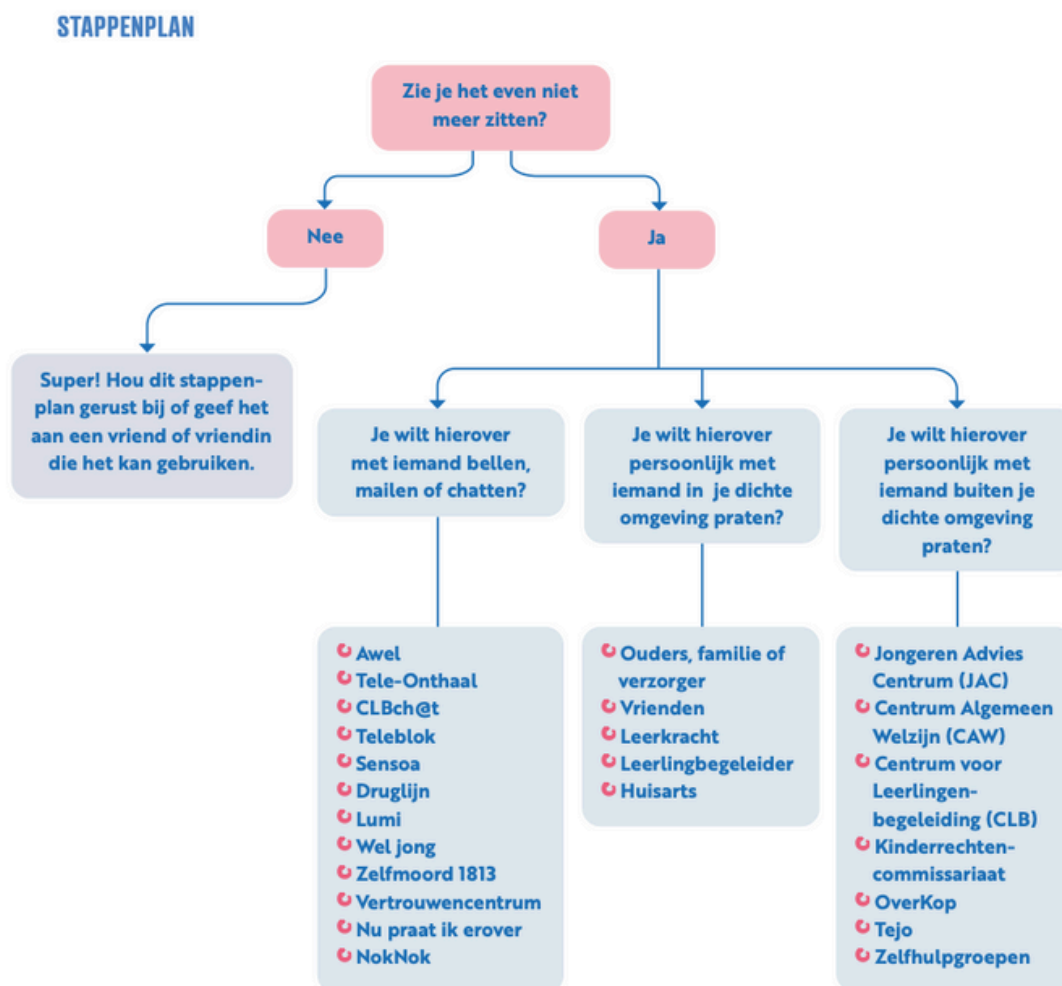 STAPPENPLAN
Zie je het even niet
meer zitten?
Nee
Ja
Super! Hou dit stappen-
plan gerust bij of geef het
aan een vriend of vriendin
die het kan gebruiken.
Je wilt hierover
met iemand bellen,
mailen of chatten?
Je wilt hierover
persoonlijk met
iemand in je dichte
omgeving praten?
Je wilt hierover
persoonlijk met
iemand buiten je
dichte omgeving
praten?
Awel
Tele-Onthaal
CLBch@t
Teleblok
Sensoa
Druglijn
Lumi
Wel jong
Zelfmoord 1813
Vertrouwencentrum
Nu praat ik erover
NokNok
Ouders, familie of
verzorger
Vrienden
Leerkracht
Leerlingbegeleider
Huisarts
Jongeren Advies
Centrum (JAC)
Centrum Algemeen
Welzijn (CAW)
Centrum voor
Leerlingen-
begeleiding (CLB)
Kinderrechten-
commissariaat
OverKop
Tejo
Zelfhulpgroepen